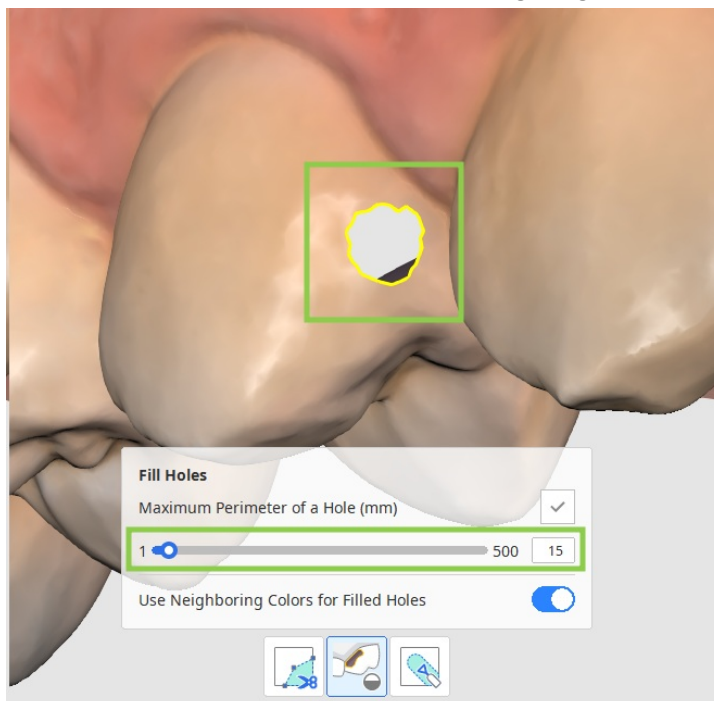 Fill Holes
Maximum Perimeter of a Hole (mm)
1 500 15
Use Neighboring Colors for Filled Holes